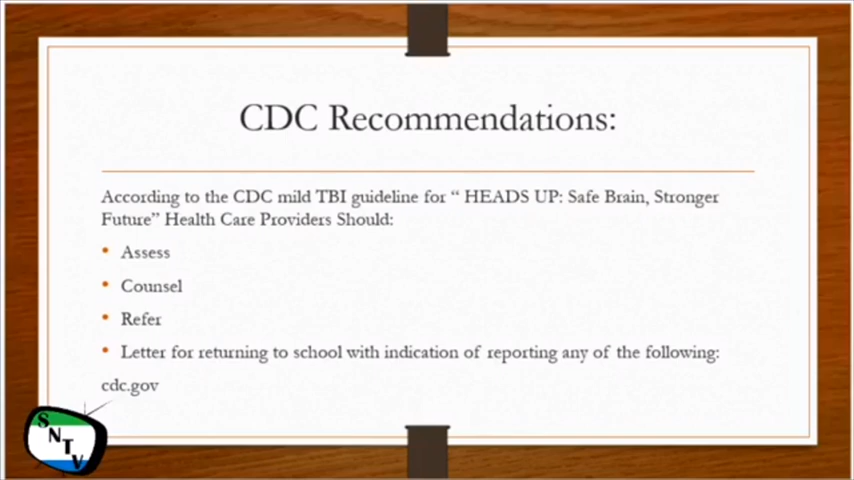 CDC Recommendations:
According to the CDC mild TBI guideline for “ HEADS UP: Safe Brain, Stronger
Future” Health Care Providers Should:
• Assess
• Counsel
• Refer
• Letter for returning to school with indication of reporting any of the following:
cdc.gov
SNTV